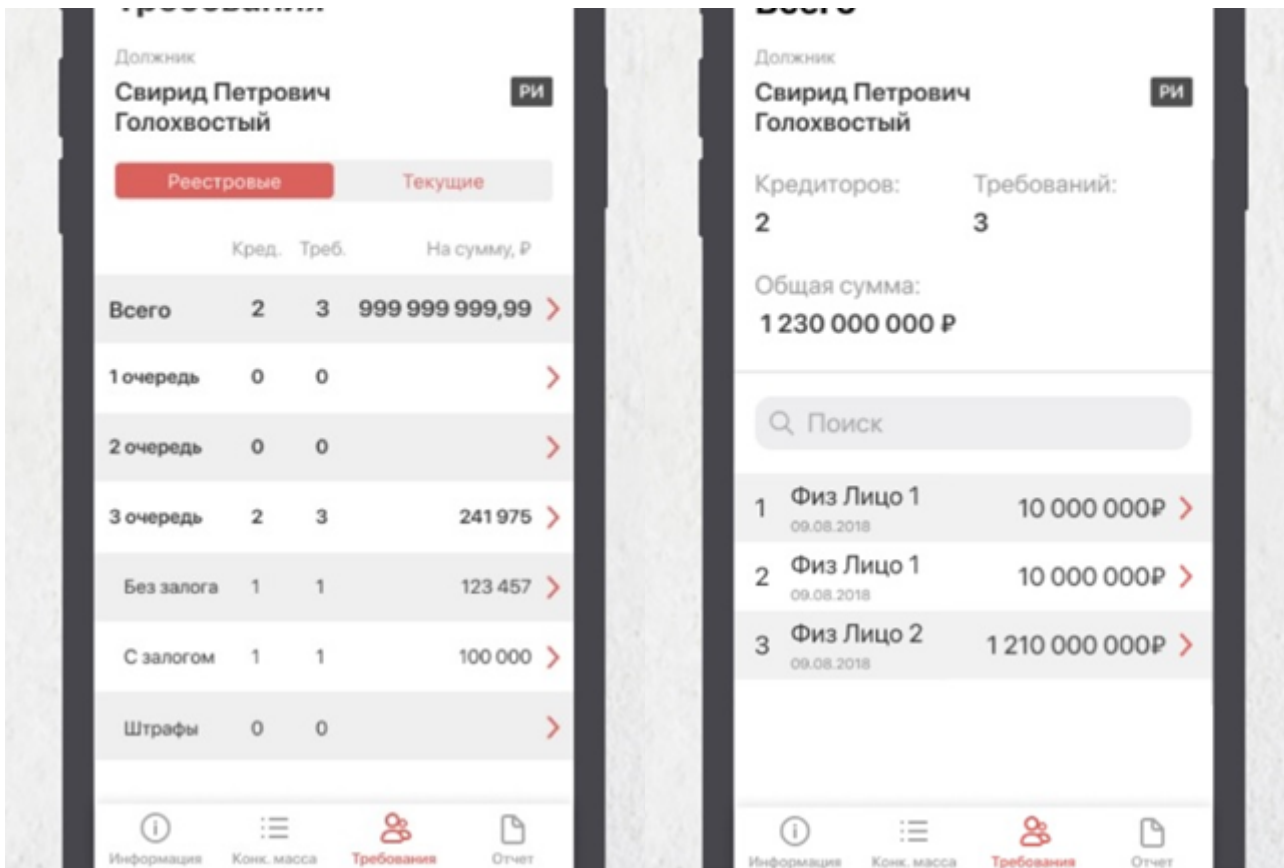 Требования
Должник
Свирид Петрович
Голохвостый
РИ
Реестровые Текущие
Кред. Треб. На сумму, ₽
Всего 2 3 999 999 999,99
1 очередь 0 0
2 очередь 0 0
3 очередь 2 3 241 975
Без залога 1 1 123 457
С залогом 1 1 100 000
Штрафы 0 0
Информация Конк. масса Требования Отчет
Всего
Должник
Свирид Петрович
Голохвостый
РИ
Кредиторов: Требований:
2 3
Общая сумма:
1 230 000 000 ₽
Поиск
1 Физ Лицо 1 10 000 000₽
09.08.2018
2 Физ Лицо 1 10 000 000₽
09.08.2018
3 Физ Лицо 2 1 210 000 000₽
09.08.2018
Информация Конк. масса Требования Отчет